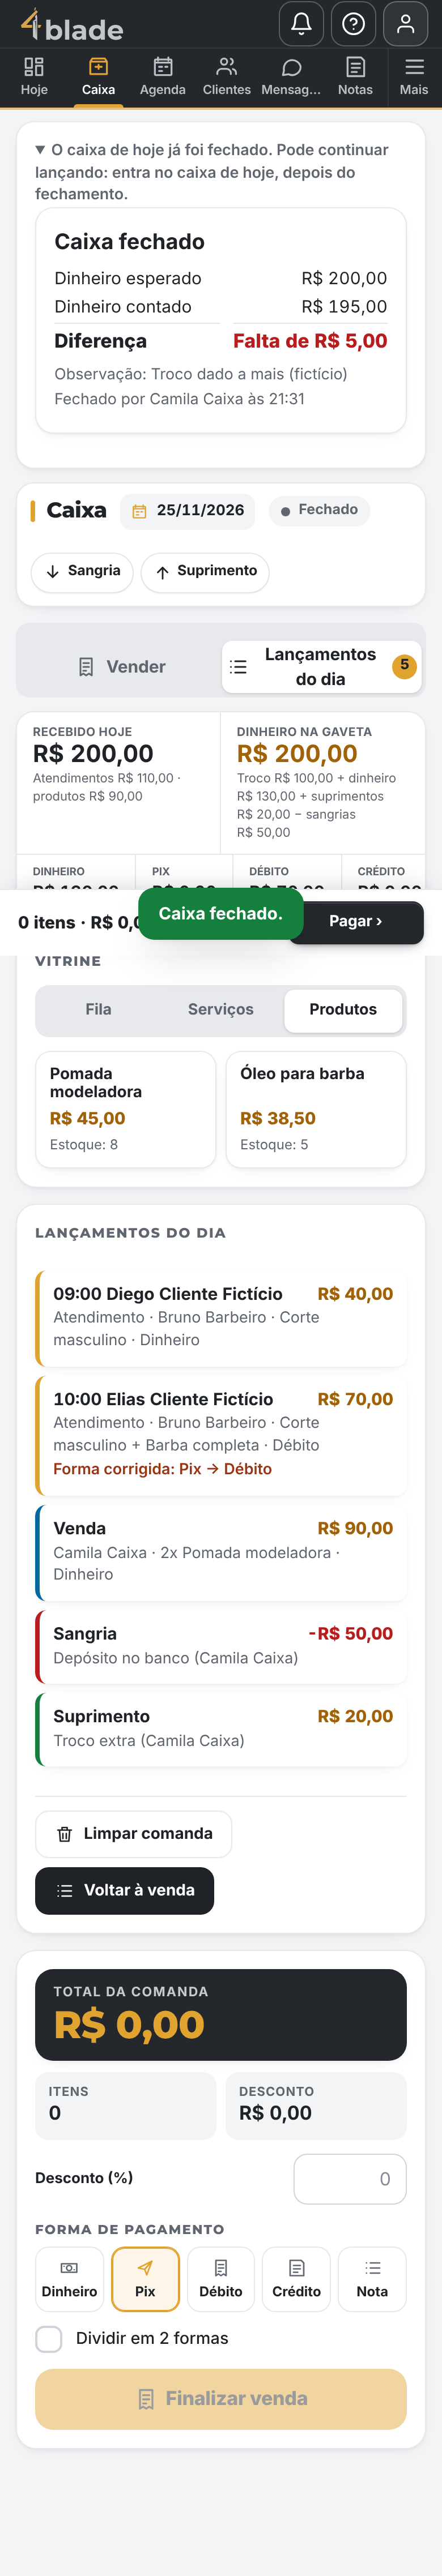 4blade
Hoje
Caixa
Agenda
Clientes
Mensag...
Notas
Mais
▼ O caixa de hoje já foi fechado. Pode continuar
lançando: entra no caixa de hoje, depois do
fechamento.
Caixa fechado
Dinheiro esperado R$ 200,00
Dinheiro contado R$ 195,00
Diferença Falta de R$ 5,00
Observação: Troco dado a mais (fictício)
Fechado por Camila Caixa às 21:31
Caixa 25/11/2026 Fechado
Sangria Suprimento
Vender
Lançamentos
do dia
5
RECEBIDO HOJE
R$ 200,00
Atendimentos R$ 110,00 ·
produtos R$ 90,00
DINHEIRO NA GAVETA
R$ 200,00
Troco R$ 100,00 + dinheiro
R$ 130,00 + suprimentos
R$ 20,00 − sangrias
R$ 50,00
DINHEIRO
PIX
DÉBITO
CRÉDITO
0 itens · R$ 0,0
Caixa fechado.
Pagar ›
VITRINE
Fila
Serviços
Produtos
Pomada
modeladora
R$ 45,00
Estoque: 8
Óleo para barba
R$ 38,50
Estoque: 5
LANÇAMENTOS DO DIA
09:00 Diego Cliente Fictício R$ 40,00
Atendimento · Bruno Barbeiro · Corte
masculino · Dinheiro
10:00 Elias Cliente Fictício R$ 70,00
Atendimento · Bruno Barbeiro · Corte
masculino + Barba completa · Débito
Forma corrigida: Pix → Débito
Venda R$ 90,00
Camila Caixa · 2x Pomada modeladora ·
Dinheiro
Sangria -R$ 50,00
Depósito no banco (Camila Caixa)
Suprimento R$ 20,00
Troco extra (Camila Caixa)
Limpar comanda
Voltar à venda
TOTAL DA COMANDA
R$ 0,00
ITENS
0
DESCONTO
R$ 0,00
Desconto (%) 0
FORMA DE PAGAMENTO
Dinheiro
Pix
Débito
Crédito
Nota
Dividir em 2 formas
Finalizar venda